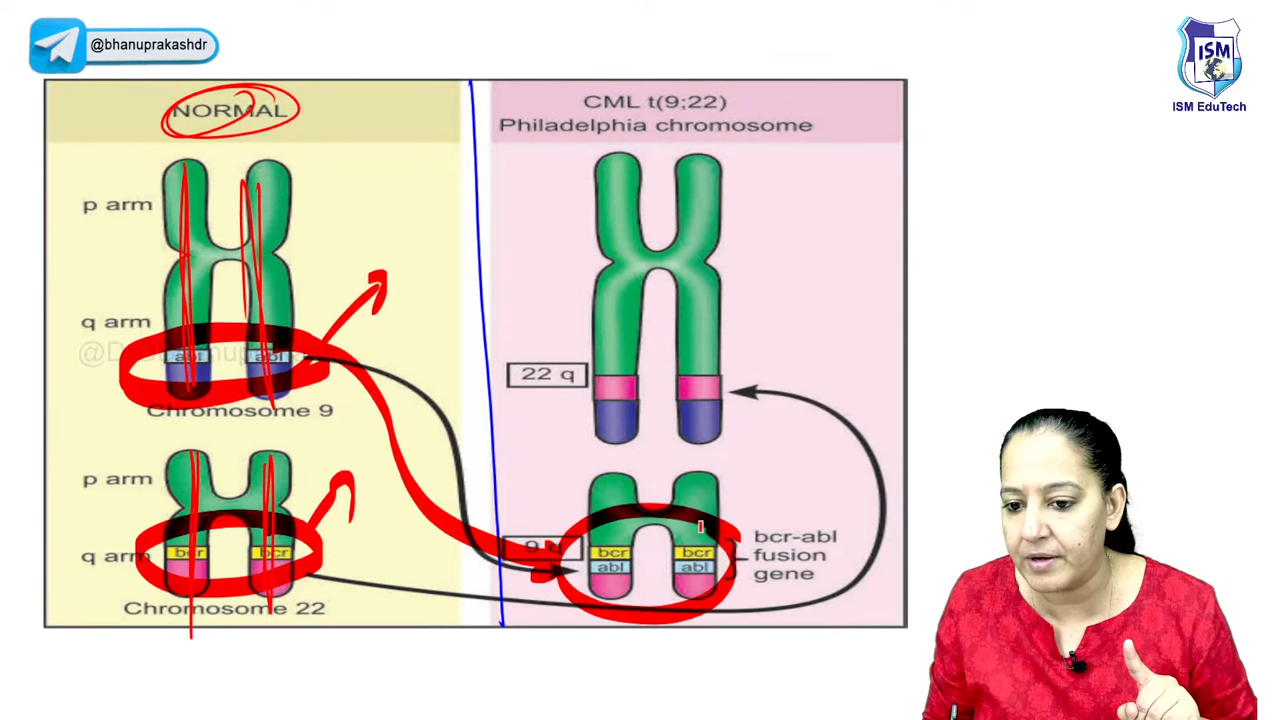 @bhanuprakashdr
ISM
ISM EduTech
NORMAL
p arm
q arm
abl abl
Chromosome 9
p arm
q arm
bcr bcr
Chromosome 22
CML t(9;22)
Philadelphia chromosome
22 q
9 q
bcr bcr
abl abl
bcr-abl
fusion
gene